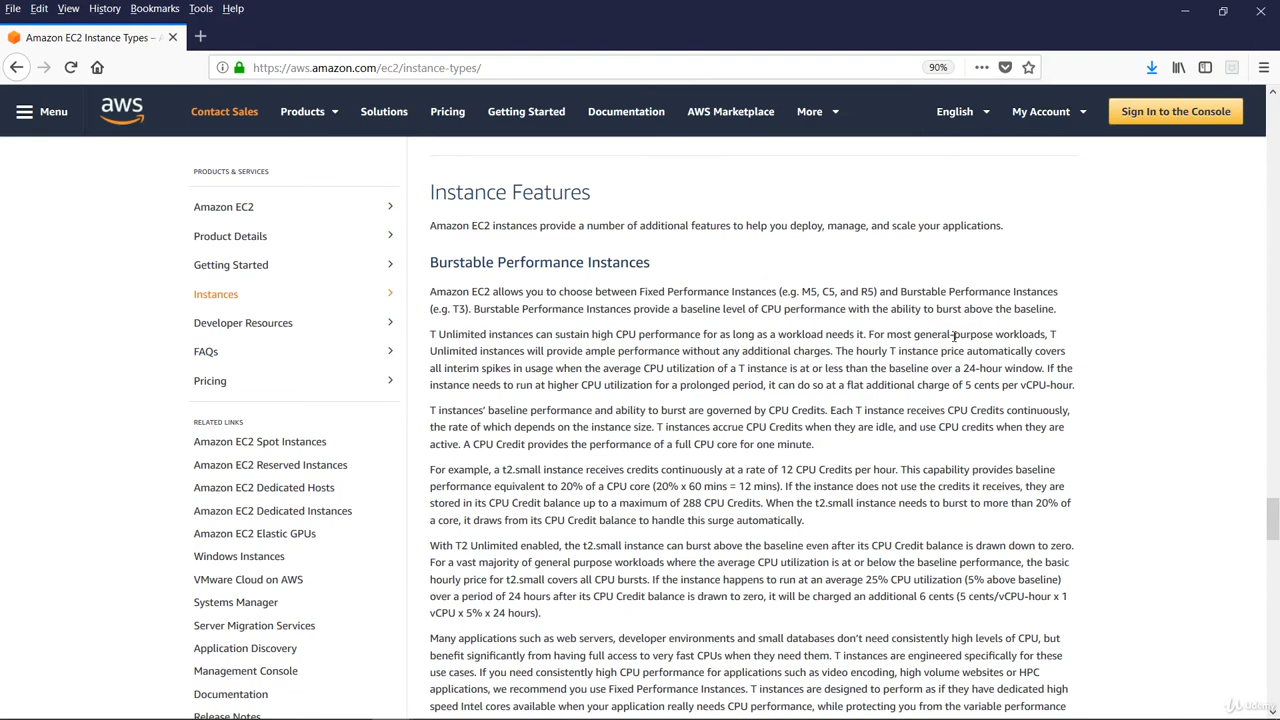 File Edit View History Bookmarks Tools Help
Amazon EC2 Instance Types –
https://aws.amazon.com/ec2/instance-types/
90%
Menu
aws
Contact Sales Products Solutions Pricing Getting Started Documentation AWS Marketplace More English My Account Sign In to the Console
PRODUCTS & SERVICES
Amazon EC2
Product Details
Getting Started
Instances
Developer Resources
FAQs
Pricing
RELATED LINKS
Amazon EC2 Spot Instances
Amazon EC2 Reserved Instances
Amazon EC2 Dedicated Hosts
Amazon EC2 Dedicated Instances
Amazon EC2 Elastic GPUs
Windows Instances
VMware Cloud on AWS
Systems Manager
Server Migration Services
Application Discovery
Management Console
Documentation
Release Notes
Instance Features
Amazon EC2 instances provide a number of additional features to help you deploy, manage, and scale your applications.
Burstable Performance Instances
Amazon EC2 allows you to choose between Fixed Performance Instances (e.g. M5, C5, and R5) and Burstable Performance Instances
(e.g. T3). Burstable Performance Instances provide a baseline level of CPU performance with the ability to burst above the baseline.
T Unlimited instances can sustain high CPU performance for as long as a workload needs it. For most general-purpose workloads, T
Unlimited instances will provide ample performance without any additional charges. The hourly T instance price automatically covers
all interim spikes in usage when the average CPU utilization of a T instance is at or less than the baseline over a 24-hour window. If the
instance needs to run at higher CPU utilization for a prolonged period, it can do so at a flat additional charge of 5 cents per vCPU-hour.
T instances’ baseline performance and ability to burst are governed by CPU Credits. Each T instance receives CPU Credits continuously,
the rate of which depends on the instance size. T instances accrue CPU Credits when they are idle, and use CPU credits when they are
active. A CPU Credit provides the performance of a full CPU core for one minute.
For example, a t2.small instance receives credits continuously at a rate of 12 CPU Credits per hour. This capability provides baseline
performance equivalent to 20% of a CPU core (20% x 60 mins = 12 mins). If the instance does not use the credits it receives, they are
stored in its CPU Credit balance up to a maximum of 288 CPU Credits. When the t2.small instance needs to burst to more than 20% of
a core, it draws from its CPU Credit balance to handle this surge automatically.
With T2 Unlimited enabled, the t2.small instance can burst above the baseline even after its CPU Credit balance is drawn down to zero.
For a vast majority of general purpose workloads where the average CPU utilization is at or below the baseline performance, the basic
hourly price for t2.small covers all CPU bursts. If the instance happens to run at an average 25% CPU utilization (5% above baseline)
over a period of 24 hours after its CPU Credit balance is drawn to zero, it will be charged an additional 6 cents (5 cents/vCPU-hour x 1
vCPU x 5% x 24 hours).
Many applications such as web servers, developer environments and small databases don’t need consistently high levels of CPU, but
benefit significantly from having full access to very fast CPUs when they need them. T instances are engineered specifically for these
use cases. If you need consistently high CPU performance for applications such as video encoding, high volume websites or HPC
applications, we recommend you use Fixed Performance Instances. T instances are designed to perform as if they have dedicated high
speed Intel cores available when your application really needs CPU performance, while protecting you from the variable performance
Udemy